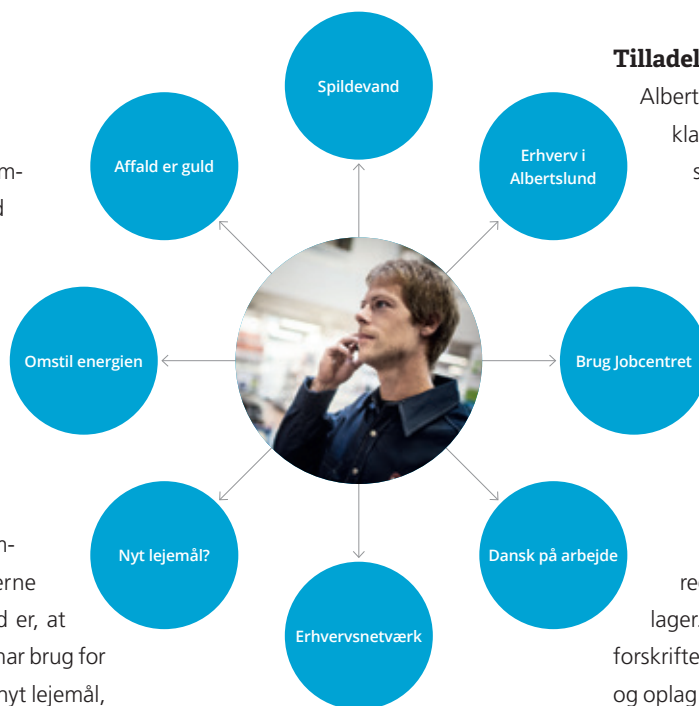 Spildevand
Affald er guld
Erhverv i
Albertslund
Omstil energien
Brug Jobcentret
Nyt lejemål?
Dansk på arbejde
Erhvervsnetværk
m-
erne
d er, at
har brug for
nyt lejemål,
m-
Tilladel
Albert
kla
s
re
lager
forskrifte
og oplag